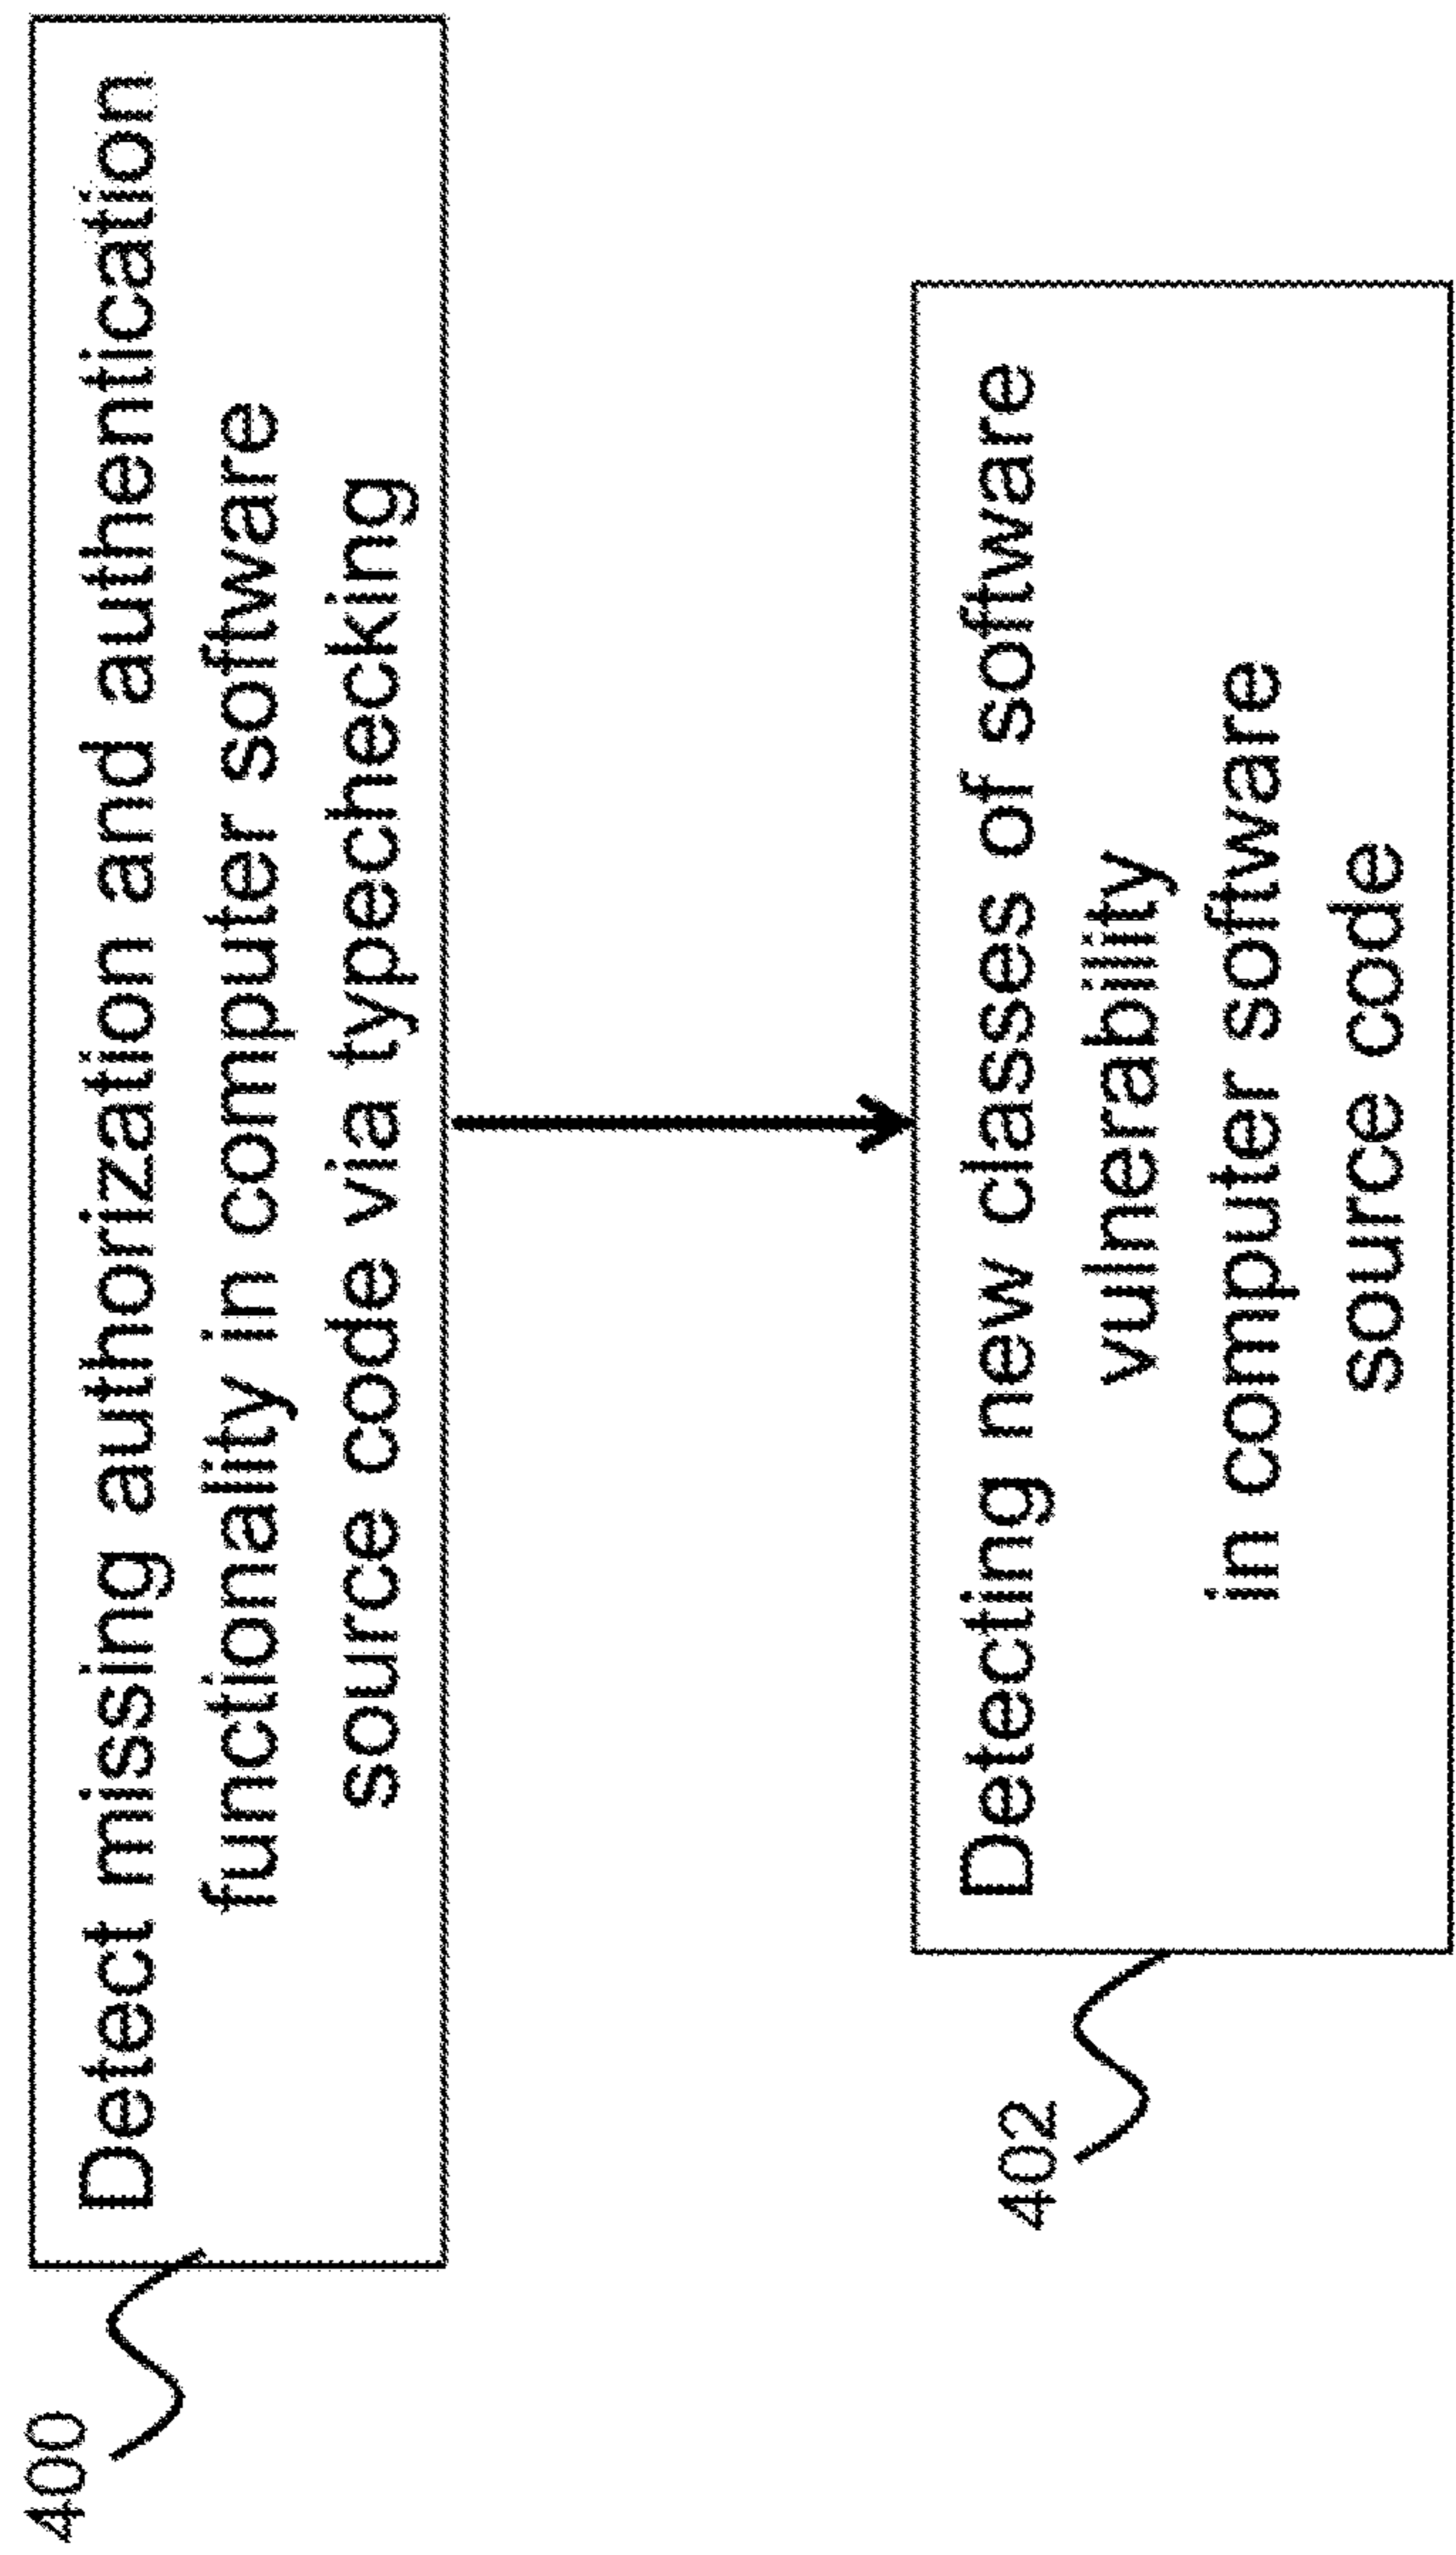 400
Detect missing authorization and authentication
functionality in computer software
source code via typechecking
402
Detecting new classes of software
vulnerability
in computer software
source code